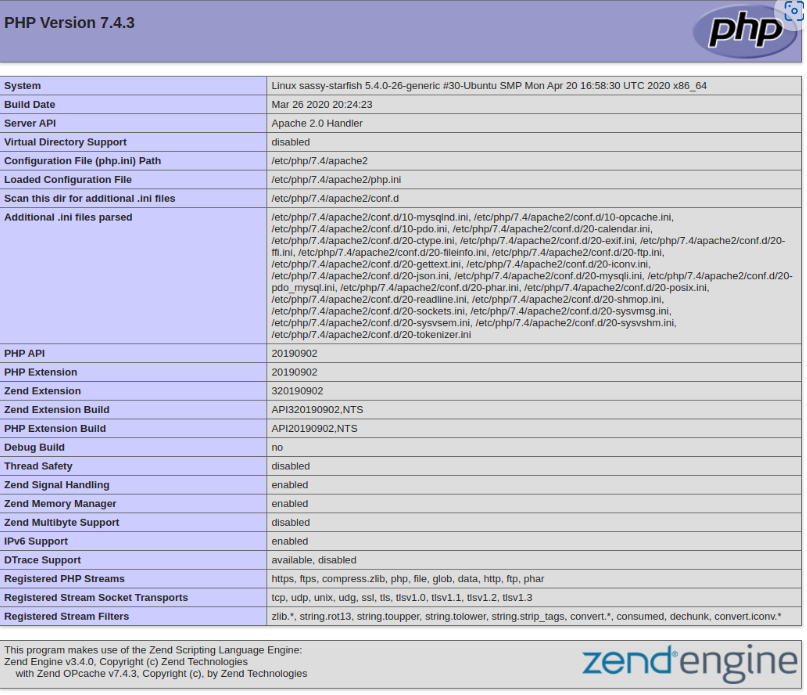 PHP Version 7.4.3
php
System Linux sassy-starfish 5.4.0-26-generic #30-Ubuntu SMP Mon Apr 20 16:58:30 UTC 2020 x86_64
Build Date Mar 26 2020 20:24:23
Server API Apache 2.0 Handler
Virtual Directory Support disabled
Configuration File (php.ini) Path /etc/php/7.4/apache2
Loaded Configuration File /etc/php/7.4/apache2/php.ini
Scan this dir for additional .ini files /etc/php/7.4/apache2/conf.d
Additional .ini files parsed /etc/php/7.4/apache2/conf.d/10-mysqlnd.ini, /etc/php/7.4/apache2/conf.d/10-opcache.ini,
/etc/php/7.4/apache2/conf.d/10-pdo.ini, /etc/php/7.4/apache2/conf.d/20-calendar.ini,
/etc/php/7.4/apache2/conf.d/20-ctype.ini, /etc/php/7.4/apache2/conf.d/20-exif.ini, /etc/php/7.4/apache2/conf.d/20-
ffi.ini, /etc/php/7.4/apache2/conf.d/20-fileinfo.ini, /etc/php/7.4/apache2/conf.d/20-ftp.ini,
/etc/php/7.4/apache2/conf.d/20-gettext.ini, /etc/php/7.4/apache2/conf.d/20-iconv.ini,
/etc/php/7.4/apache2/conf.d/20-json.ini, /etc/php/7.4/apache2/conf.d/20-mysqli.ini, /etc/php/7.4/apache2/conf.d/20-
pdo_mysql.ini, /etc/php/7.4/apache2/conf.d/20-phar.ini, /etc/php/7.4/apache2/conf.d/20-posix.ini,
/etc/php/7.4/apache2/conf.d/20-readline.ini, /etc/php/7.4/apache2/conf.d/20-shmop.ini,
/etc/php/7.4/apache2/conf.d/20-sockets.ini, /etc/php/7.4/apache2/conf.d/20-sysvmsg.ini,
/etc/php/7.4/apache2/conf.d/20-sysvsem.ini, /etc/php/7.4/apache2/conf.d/20-sysvshm.ini,
/etc/php/7.4/apache2/conf.d/20-tokenizer.ini
PHP API 20190902
PHP Extension 20190902
Zend Extension 320190902
Zend Extension Build API320190902,NTS
PHP Extension Build API20190902,NTS
Debug Build no
Thread Safety disabled
Zend Signal Handling enabled
Zend Memory Manager enabled
Zend Multibyte Support disabled
IPv6 Support enabled
DTrace Support available, disabled
Registered PHP Streams https, ftps, compress.zlib, php, file, glob, data, http, ftp, phar
Registered Stream Socket Transports tcp, udp, unix, udg, ssl, tls, tlsv1.0, tlsv1.1, tlsv1.2, tlsv1.3
Registered Stream Filters zlib.*, string.rot13, string.toupper, string.tolower, string.strip_tags, convert.*, consumed, dechunk, convert.iconv.*
This program makes use of the Zend Scripting Language Engine:
Zend Engine v3.4.0, Copyright (c) Zend Technologies
with Zend OPcache v7.4.3, Copyright (c), by Zend Technologies
zend®engine